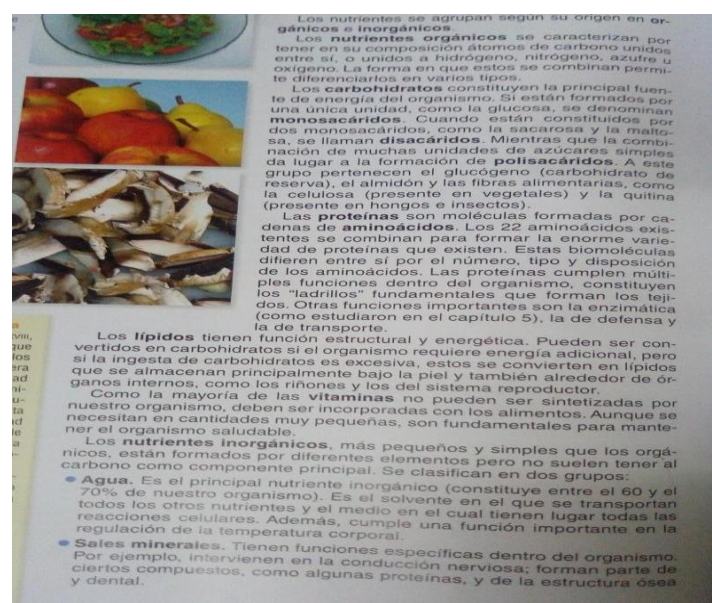 Los nutrientes se agrupan según su origen en or-
gánicos e inorgánicos.
Los nutrientes orgánicos se caracterizan por
tener en su composición átomos de carbono unidos
entre sí, o unidos a hidrógeno, nitrógeno, azufre u
oxígeno. La forma en que estos se combinan permi-
te diferenciarlos en varios tipos.
Los carbohidratos constituyen la principal fuen-
te de energía del organismo. Si están formados por
una única unidad, como la glucosa, se denominan
monosacáridos. Cuando están constituidos por
dos monosacáridos, como la sacarosa y la malto-
sa, se llaman disacáridos. Mientras que la combi-
nación de muchas unidades de azúcares simples
da lugar a la formación de polisacáridos. A este
grupo pertenecen el glucógeno (carbohidrato de
reserva), el almidón y las fibras alimentarias, como
la celulosa (presente en vegetales) y la quitina
(presente en hongos e insectos).
Las proteínas son moléculas formadas por ca-
denas de aminoácidos. Los 22 aminoácidos exis-
tentes se combinan para formar la enorme varie-
dad de proteínas que existen. Estas biomoléculas
difieren entre sí por el número, tipo y disposición
de los aminoácidos. Las proteínas cumplen múlti-
ples funciones dentro del organismo, constituyen
los "ladrillos" fundamentales que forman los teji-
dos. Otras funciones importantes son la enzimática
(como estudiaron en el capítulo 5), la de defensa y
la de transporte.
Los lípidos tienen función estructural y energética. Pueden ser con-
vertidos en carbohidratos si el organismo requiere energía adicional, pero
si la ingesta de carbohidratos es excesiva, estos se convierten en lípidos
que se almacenan principalmente bajo la piel y también alrededor de ór-
ganos internos, como los riñones y los del sistema reproductor.
Como la mayoría de las vitaminas no pueden ser sintetizadas por
nuestro organismo, deben ser incorporadas con los alimentos. Aunque se
necesitan en cantidades muy pequeñas, son fundamentales para mante-
ner el organismo saludable.
Los nutrientes inorgánicos, más pequeños y simples que los orgá-
nicos, están formados por diferentes elementos pero no suelen tener al
carbono como componente principal. Se clasifican en dos grupos:
• Agua. Es el principal nutriente inorgánico (constituye entre el 60 y el
70% de nuestro organismo). Es el solvente en el que se transportan
todos los otros nutrientes y el medio en el cual tienen lugar todas las
reacciones celulares. Además, cumple una función importante en la
regulación de la temperatura corporal.
• Sales minerales. Tienen funciones específicas dentro del organismo.
Por ejemplo, intervienen en la conducción nerviosa; forman parte de
ciertos compuestos, como algunas proteínas, y de la estructura ósea
y dental.